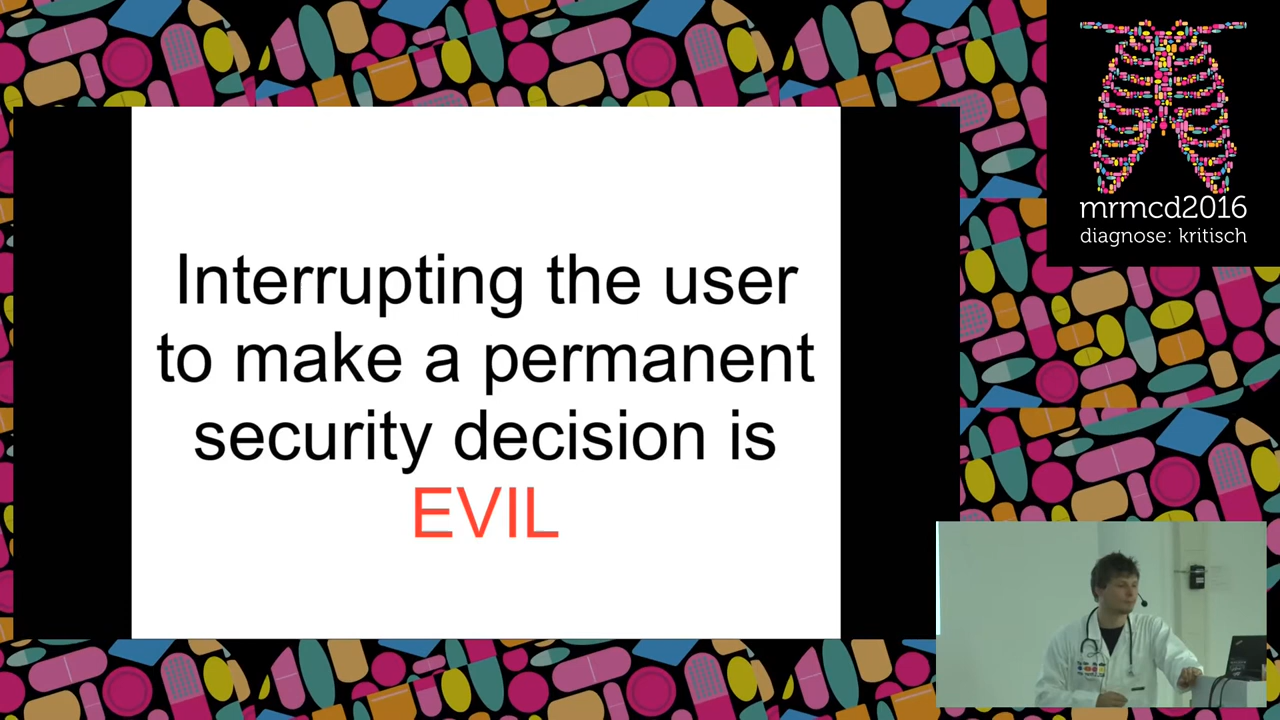 Interrupting the user
to make a permanent
security decision is
EVIL
mrmcd2016
diagnose: kritisch